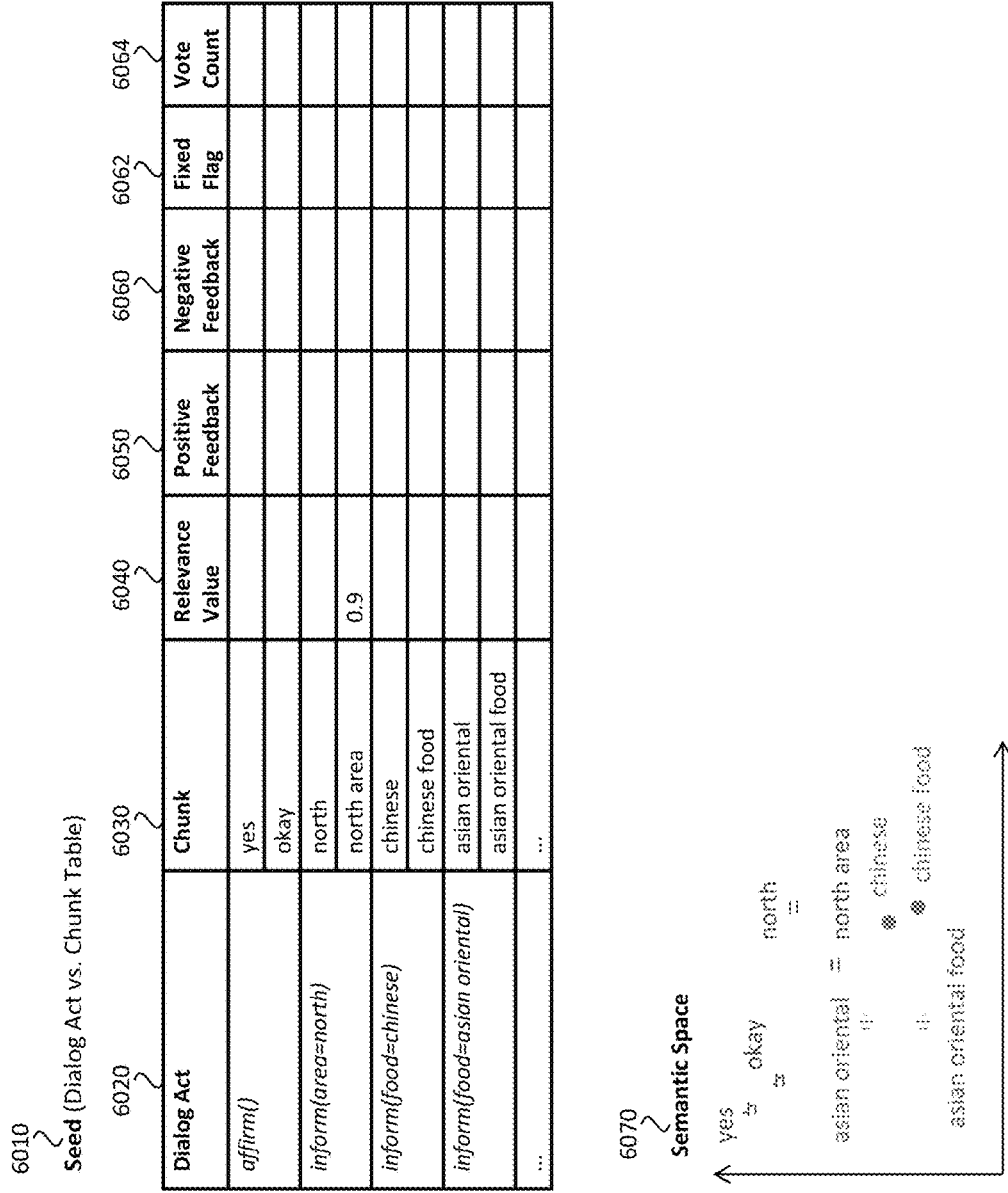 6010
Seed (Dialog Act vs. Chunk Table)
6020 6030 6040 6050 6060 6062 6064
Dialog Act Chunk Relevance Value Positive Feedback Negative Feedback Fixed Flag Vote Count
affirm() yes
okay
inform(area=north) north
north area 0.9
inform(food=chinese) chinese
chinese food
inform(food=asian oriental) asian oriental
asian oriental food
... ...
6070
Semantic Space
yes
okay
north
asian oriental = north area
chinese
chinese food
asian oriental food